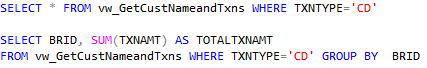 SELECT * FROM vw_GetCustNameandTxns WHERE TXNTYPE='CD'
SELECT BRID, SUM(TXNAMT) AS TOTALTXNAMT
FROM vw_GetCustNameandTxns WHERE TXNTYPE='CD' GROUP BY  BRID